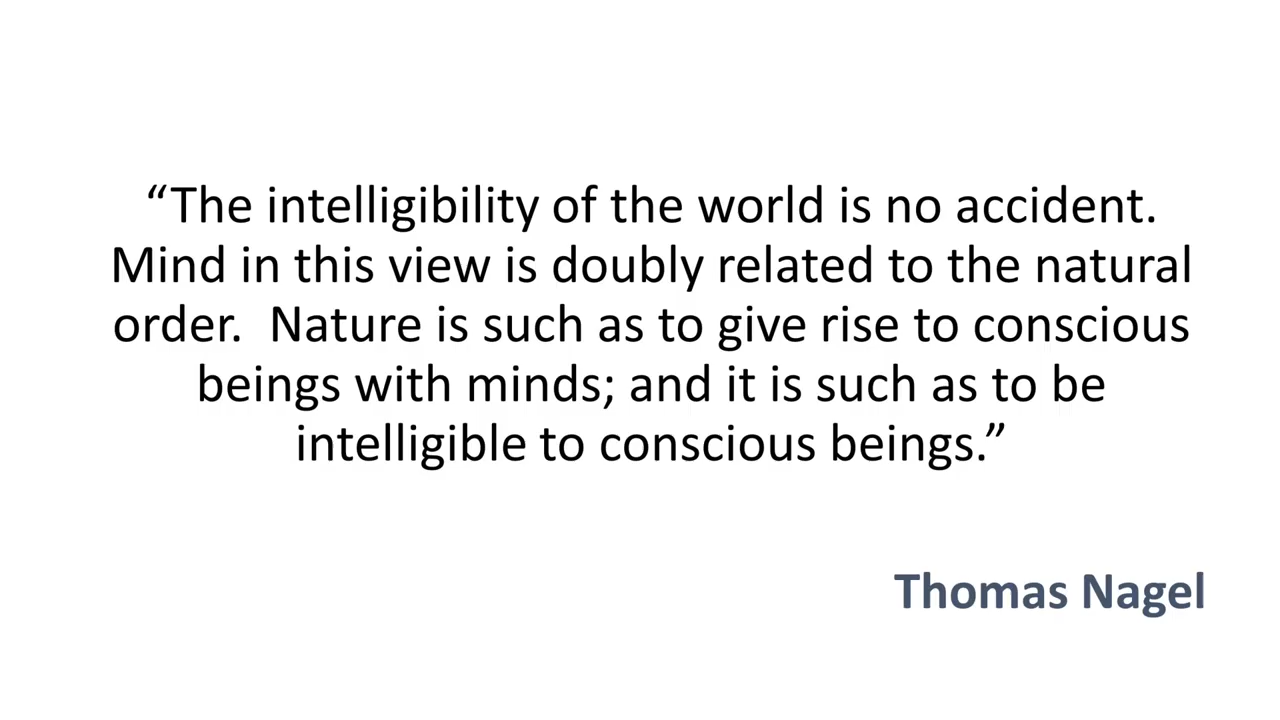 “The intelligibility of the world is no accident.
Mind in this view is doubly related to the natural
order.  Nature is such as to give rise to conscious
beings with minds; and it is such as to be
intelligible to conscious beings.”
Thomas Nagel